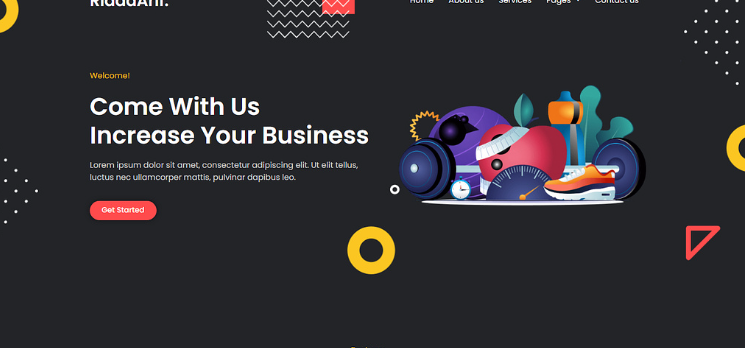 Home About us Services Pages Contact us
Welcome!
Come With Us
Increase Your Business
Lorem ipsum dolor sit amet, consectetur adipiscing elit. Ut elit tellus,
luctus nec ullamcorper mattis, pulvinar dapibus leo.
Get Started